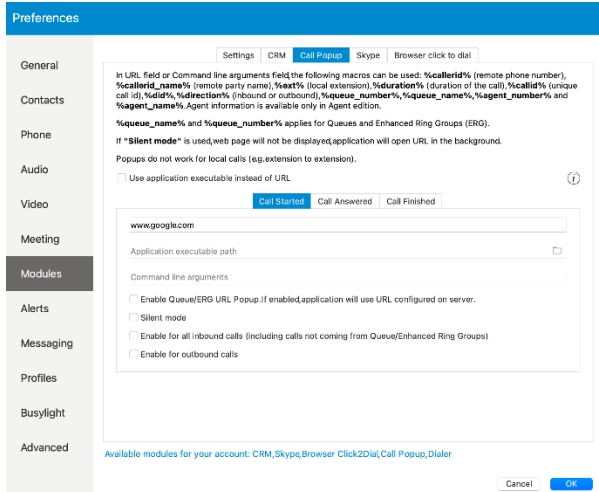 Preferences
General
Contacts
Phone
Audio
Video
Meeting
Modules
Alerts
Messaging
Profiles
Busylight
Advanced
Settings CRM Call Popup Skype Browser click to dial
In URL field or Command line arguments field,the following macros can be used: %callerid% (remote phone number),
%callerid_name% (remote party name),%ext% (local extension),%duration% (duration of the call),%callid% (unique
call id),%did%,%direction% (inbound or outbound),%queue_number%,%queue_name%,%agent_number% and
%agent_name%.Agent information is available only in Agent edition.
%queue_name% and %queue_number% applies for Queues and Enhanced Ring Groups (ERG).
If "Silent mode" is used,web page will not be displayed,application will open URL in the background.
Popups do not work for local calls (e.g.extension to extension).
Use application executable instead of URL
Call Started Call Answered Call Finished
www.google.com
Application executable path
Command line arguments
Enable Queue/ERG URL Popup.If enabled,application will use URL configured on server.
Silent mode
Enable for all inbound calls (including calls not coming from Queue/Enhanced Ring Groups)
Enable for outbound calls
Available modules for your account: CRM,Skype,Browser Click2Dial,Call Popup,Dialer
Cancel OK